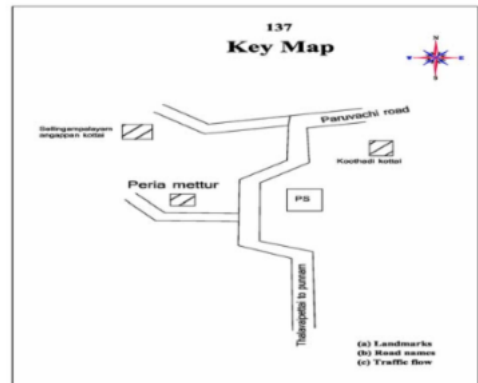 137
Key Map
N
W
E
S
Paruvachi road
Sellingampalayam
angappan kottai
Koothadi kottai
Peria mettur
PS
Thalavaipettai to punnam
(a) Landmarks
(b) Road names
(c) Traffic flow